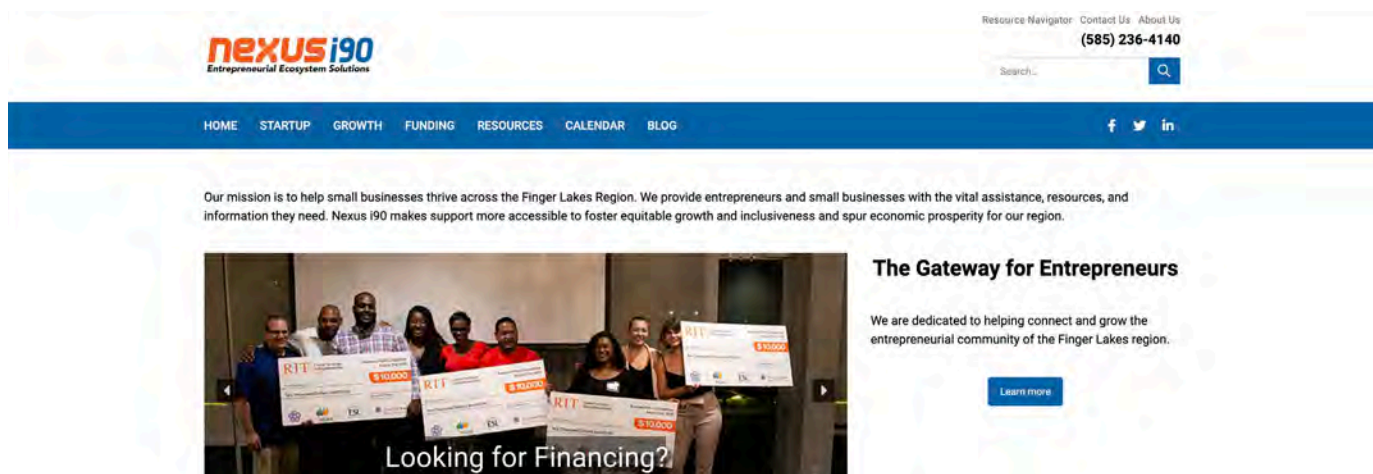 Resource Navigator Contact Us About Us
(585) 236-4140
nexus i90
Entrepreneurial Ecosystem Solutions
Search...
HOME STARTUP GROWTH FUNDING RESOURCES CALENDAR BLOG
Our mission is to help small businesses thrive across the Finger Lakes Region. We provide entrepreneurs and small businesses with the vital assistance, resources, and
information they need. Nexus i90 makes support more accessible to foster equitable growth and inclusiveness and spur economic prosperity for our region.
The Gateway for Entrepreneurs
We are dedicated to helping connect and grow the
entrepreneurial community of the Finger Lakes region.
Learn more
RIT
$10,000
ESL
RIT
$10,000
ESL
RIT
$10,000
RIT
$10,000
ESL
Looking for Financing?